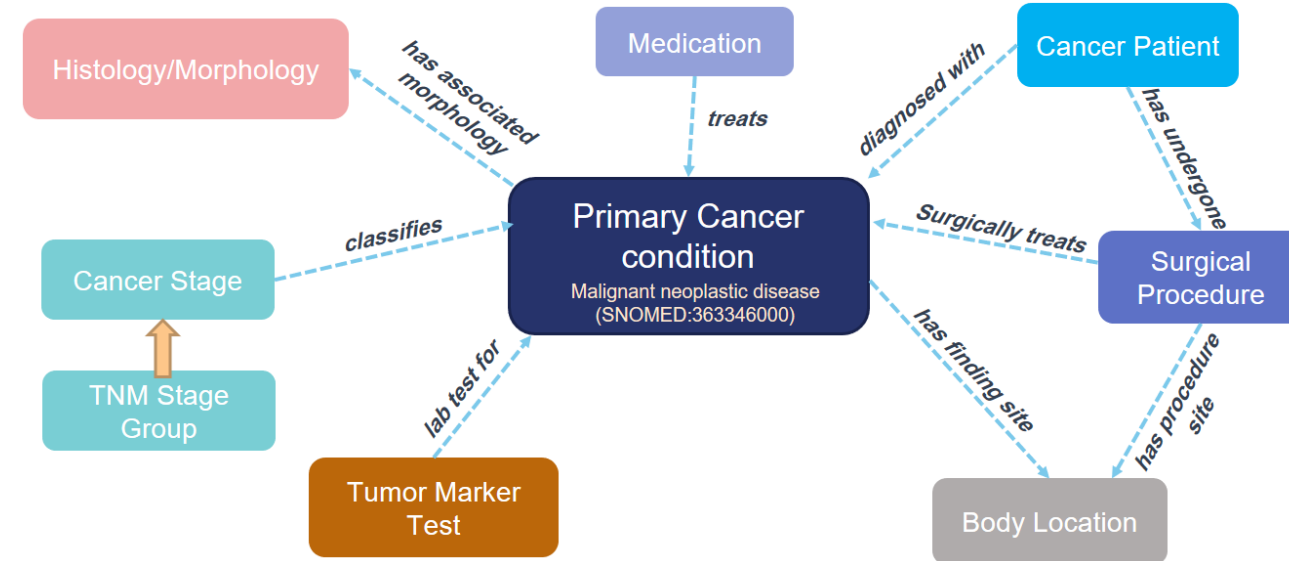 Histology/Morphology
has associated
morphology
Medication
treats
Cancer Patient
diagnosed with
has undergone
Primary Cancer
condition
Malignant neoplastic disease
(SNOMED:363346000)
Surgically treats
Surgical
Procedure
classifies
Cancer Stage
TNM Stage
Group
lab test for
Tumor Marker
Test
has finding site
has procedure
site
Body Location